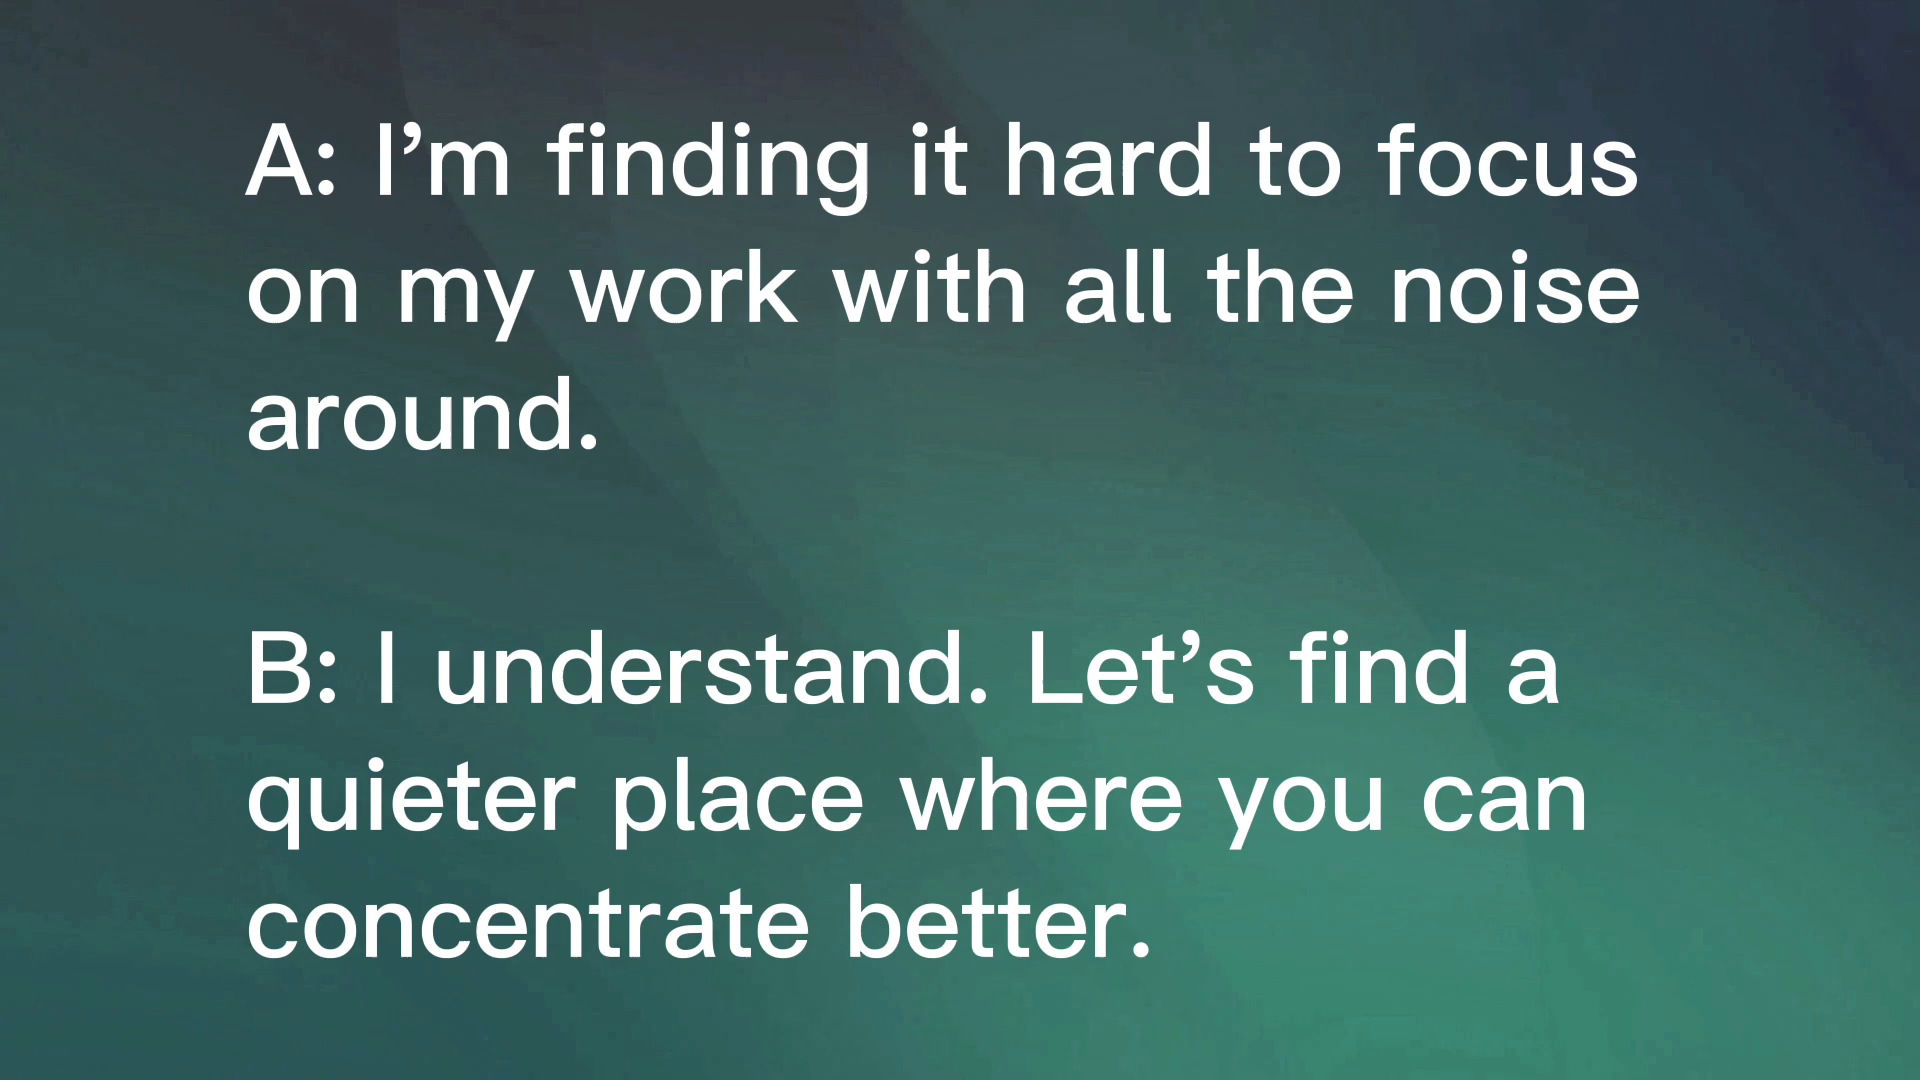 A: I’m finding it hard to focus
on my work with all the noise
around.
B: I understand. Let’s find a
quieter place where you can
concentrate better.